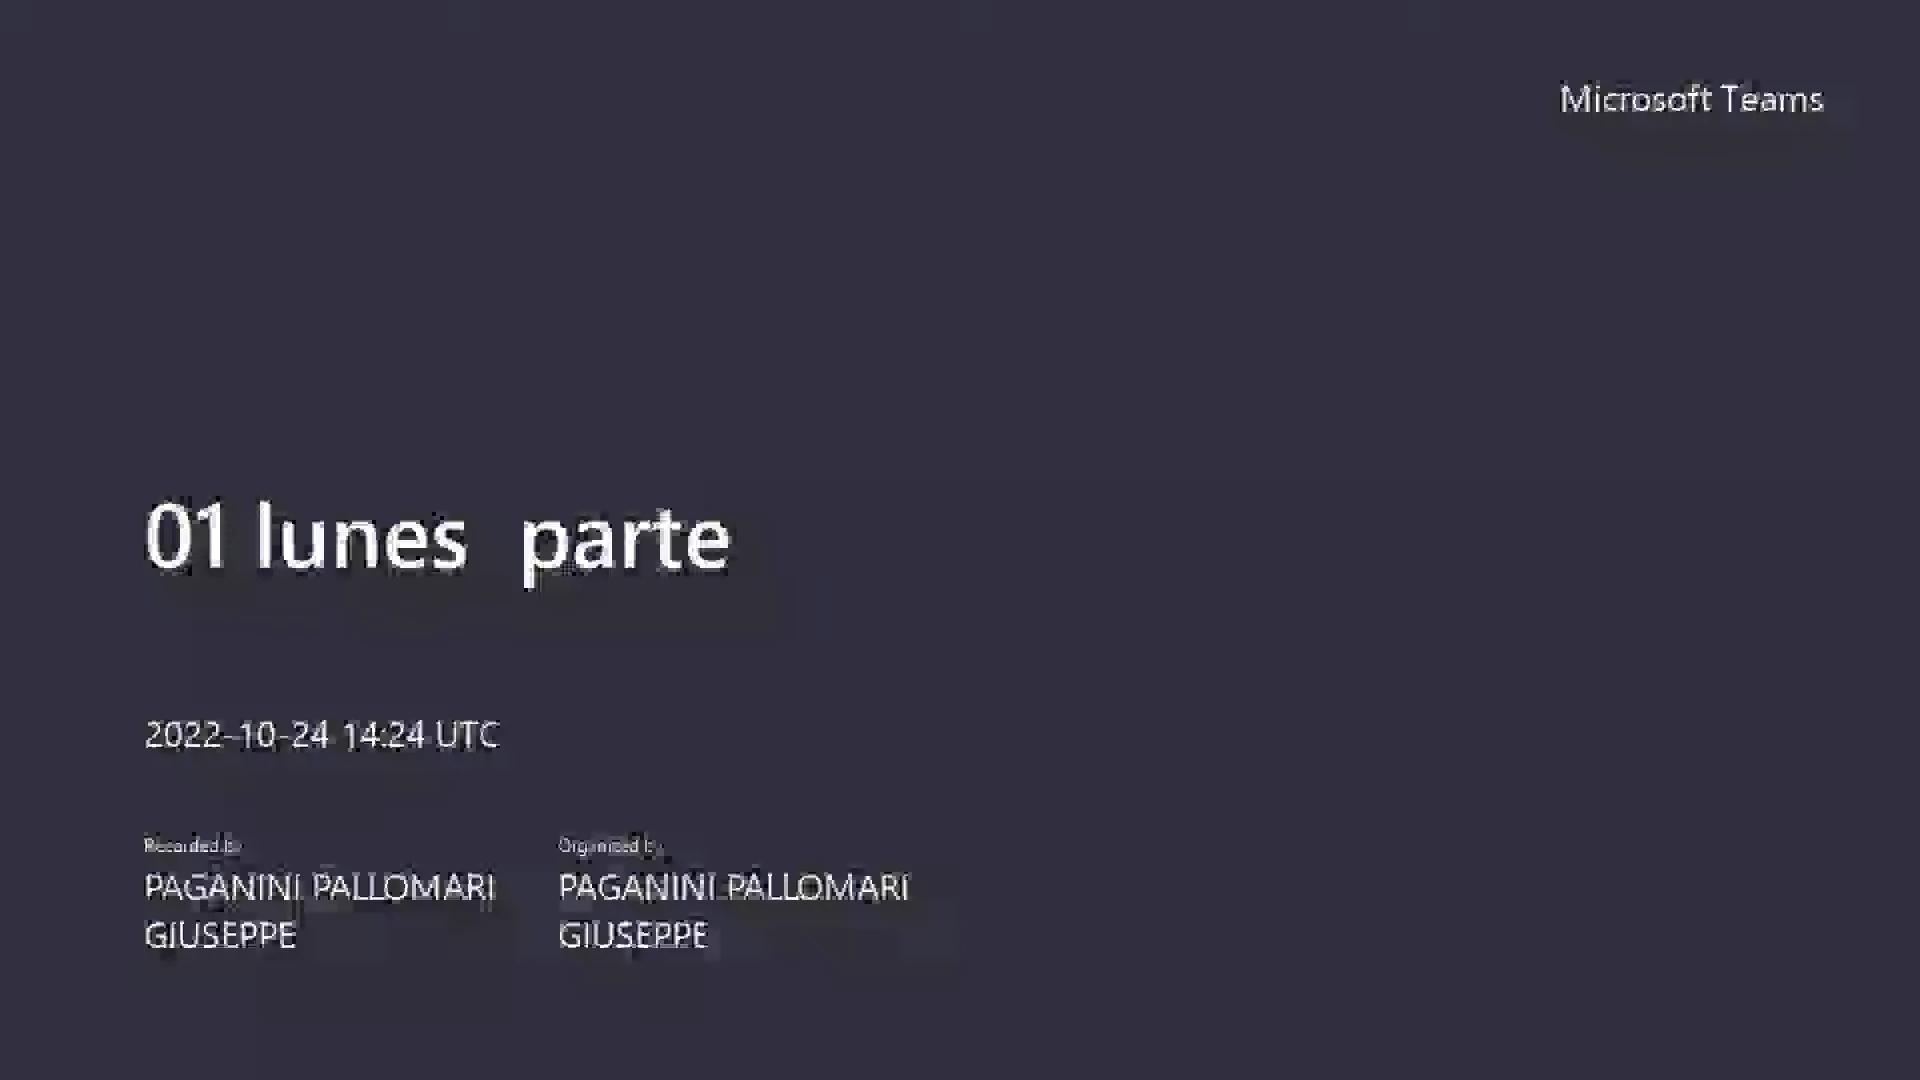 Microsoft Teams
01 lunes  parte
2022-10-24 14:24 UTC
Recorded by
Organized by
PAGANINI PALLOMARI
PAGANINI PALLOMARI
GIUSEPPE
GIUSEPPE